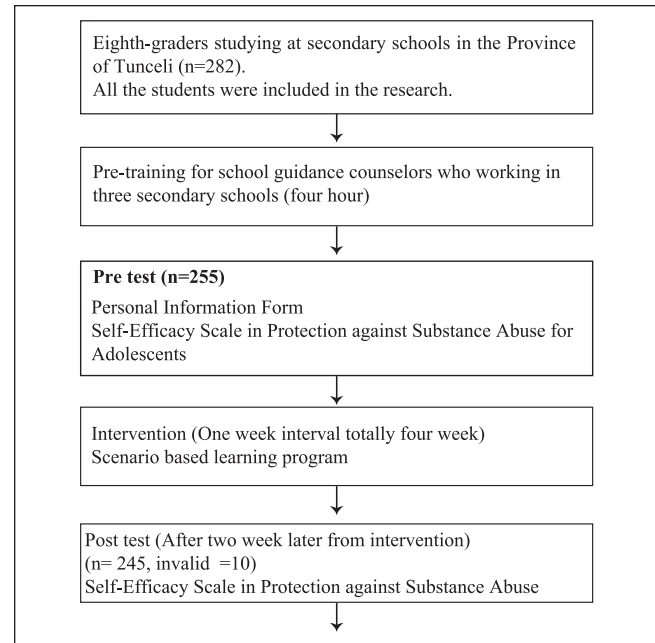 Eighth-graders studying at secondary schools in the Province
of Tunceli (n=282).
All the students were included in the research.
Pre-training for school guidance counselors who working in
three secondary schools (four hour)
Pre test (n=255)
Personal Information Form
Self-Efficacy Scale in Protection against Substance Abuse for
Adolescents
Intervention (One week interval totally four week)
Scenario based learning program
Post test (After two week later from intervention)
(n= 245, invalid =10)
Self-Efficacy Scale in Protection against Substance Abuse